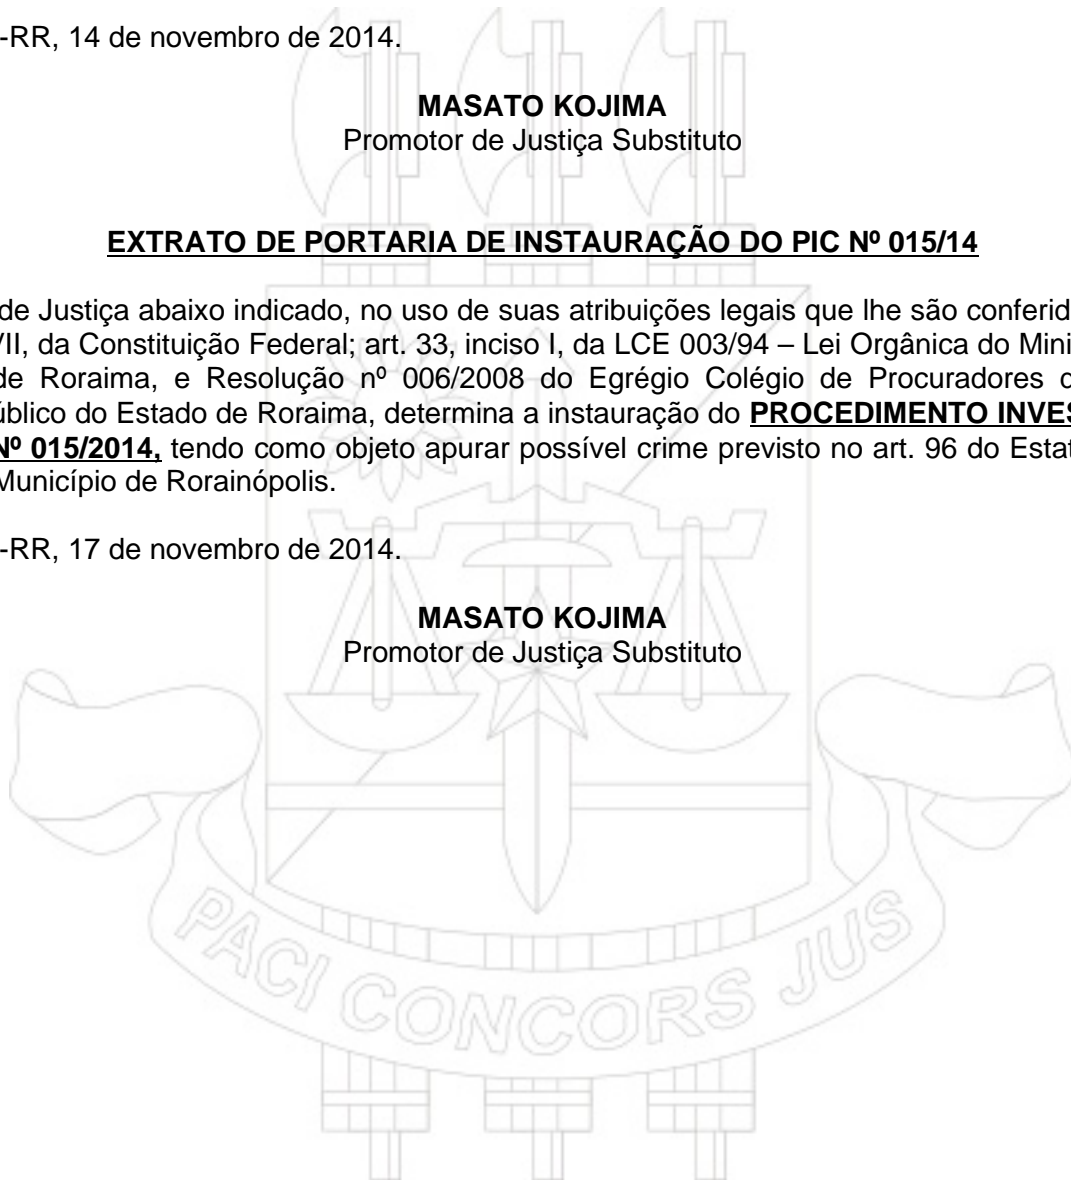 -RR, 14 de novembro de 2014.
MASATO KOJIMA
Promotor de Justiça Substituto
EXTRATO DE PORTARIA DE INSTAURAÇÃO DO PIC Nº 015/14
de Justiça abaixo indicado, no uso de suas atribuições legais que lhe são conferid
VII, da Constituição Federal; art. 33, inciso I, da LCE 003/94 – Lei Orgânica do Mini
de Roraima, e Resolução nº 006/2008 do Egrégio Colégio de Procuradores d
úblico do Estado de Roraima, determina a instauração do PROCEDIMENTO INVES
Nº 015/2014, tendo como objeto apurar possível crime previsto no art. 96 do Estat
Município de Rorainópolis.
-RR, 17 de novembro de 2014.
MASATO KOJIMA
Promotor de Justiça Substituto
PACI CONCORS JUS